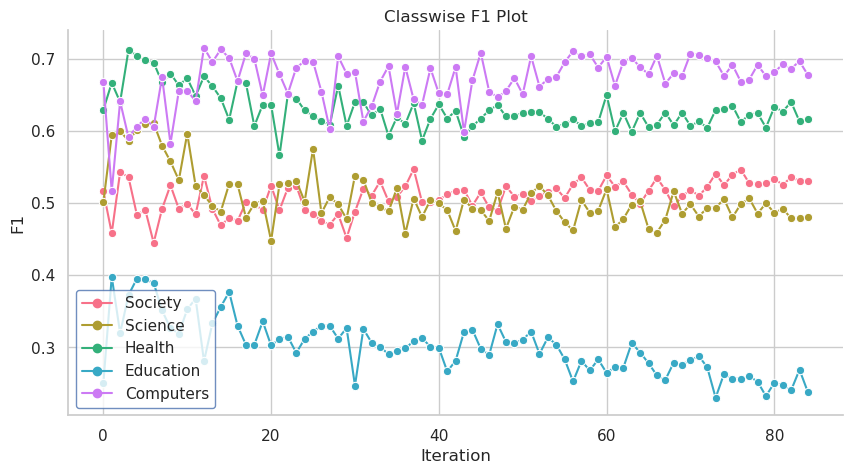 Classwise F1 Plot
F1
0.7
0.6
0.5
0.4
0.3
Society
Science
Health
Education
Computers
0 20 40 60 80
Iteration